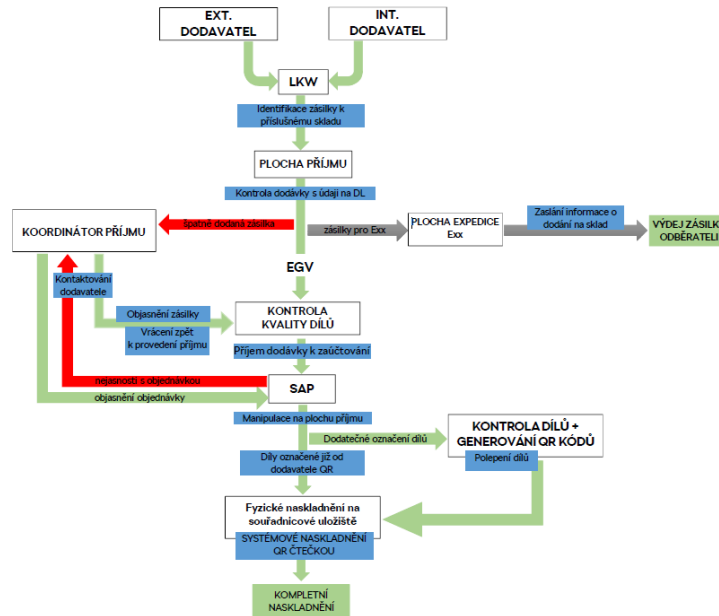 EXT.
DODAVATEL
INT.
DODAVATEL
LKW
Identifikace zásilky k
příslušnému skladu
PLOCHA PŘÍJMU
Kontrola dodávky s údaji na DL
špatně dodaná zásilka
KOORDINÁTOR PŘÍJMU
zásilky pro Exx
PLOCHA EXPEDICE
Exx
Zaslání informace o
dodání na sklad
VÝDEJ ZÁSILK
ODBĚRATELI
EGV
Kontaktování
dodavatele
Objasnění zásilky
Vrácení zpět
k provedení příjmu
KONTROLA
KVALITY DÍLŮ
Příjem dodávky k zaúčtování
nejasnosti s objednávkou
SAP
objasnění objednávky
Manipulace na plochu příjmu
Dodatečné označení dílů
KONTROLA DÍLŮ +
GENEROVÁNÍ QR KÓDŮ
Polepení dílů
Díly označené již od
dodavatele QR
Fyzické naskladnění na
souřadnicové uložiště
SYSTÉMOVÉ NASKLADNĚNÍ
QR ČTEČKOU
KOMPLETNÍ
NASKLADNĚNÍ